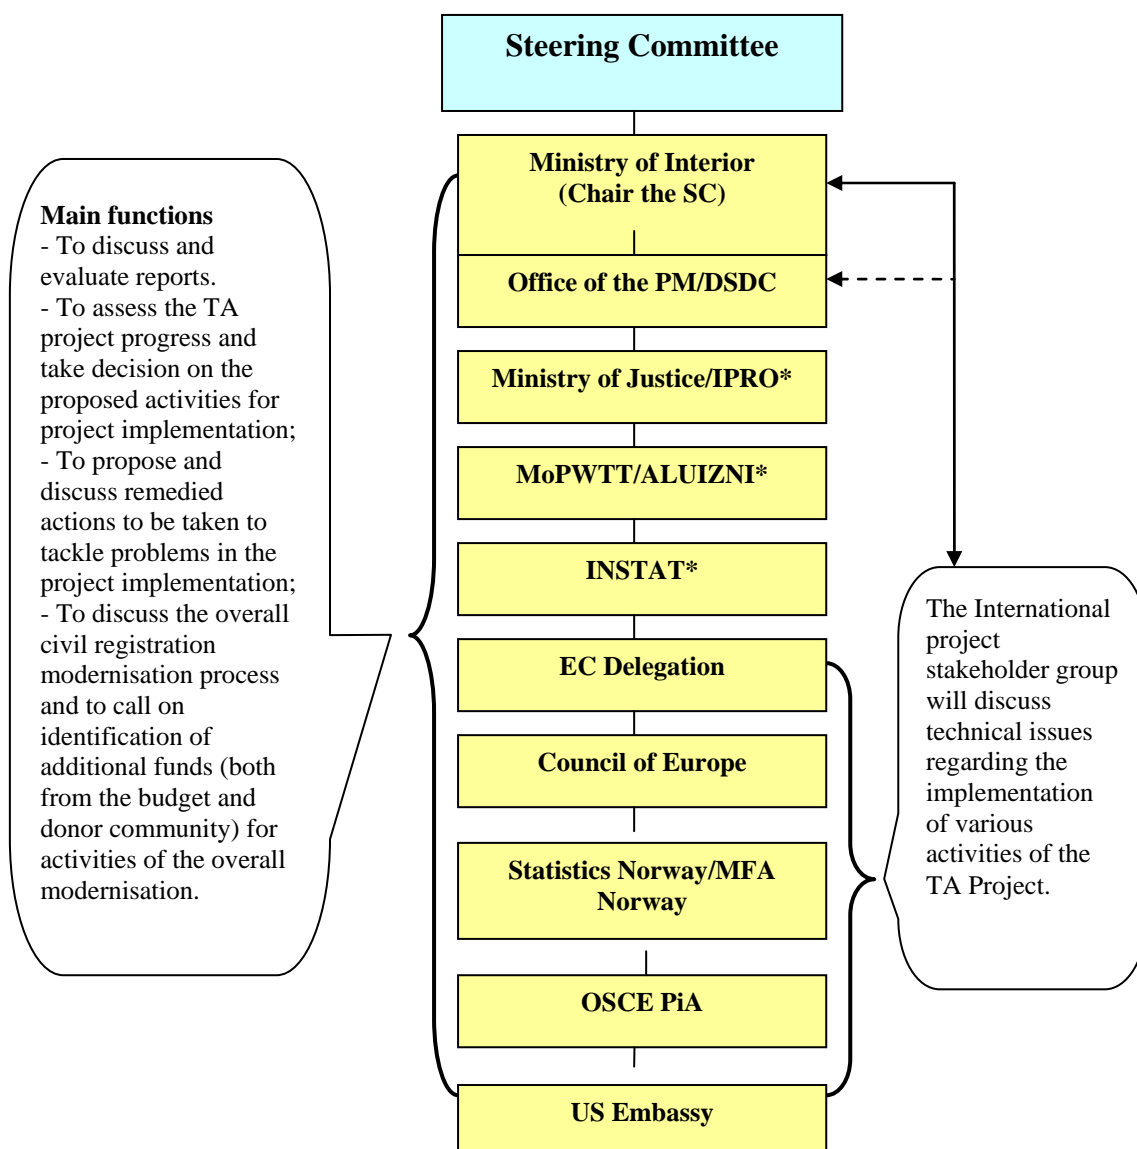 Steering Committee
Ministry of Interior
(Chair the SC)
Office of the PM/DSDC
Ministry of Justice/IPRO*
MoPWTT/ALUIZNI*
INSTAT*
EC Delegation
Council of Europe
Statistics Norway/MFA
Norway
OSCE PiA
US Embassy
Main functions
- To discuss and
evaluate reports.
- To assess the TA
project progress and
take decision on the
proposed activities for
project implementation;
- To propose and
discuss remedied
actions to be taken to
tackle problems in the
project implementation;
- To discuss the overall
civil registration
modernisation process
and to call on
identification of
additional funds (both
from the budget and
donor community) for
activities of the overall
modernisation.
The International
project
stakeholder group
will discuss
technical issues
regarding the
implementation
of various
activities of the
TA Project.